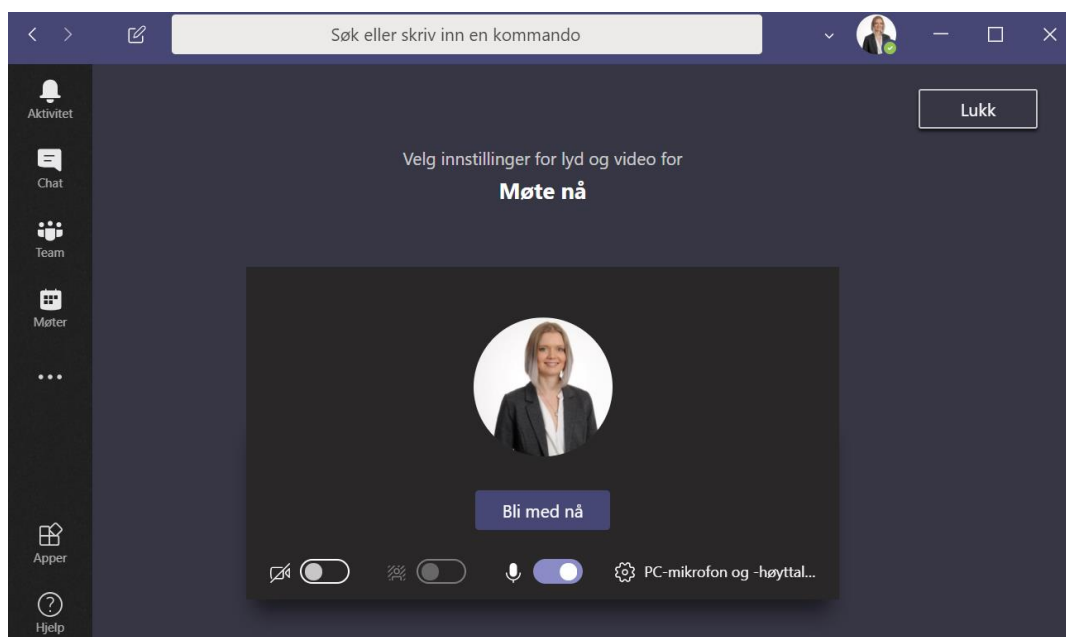 Søk eller skriv inn en kommando
Aktivitet
Lukk
Chat
Velg innstillinger for lyd og video for
Møte nå
Team
Møter
Bli med nå
Apper
PC-mikrofon og -høyttal...
Hjelp